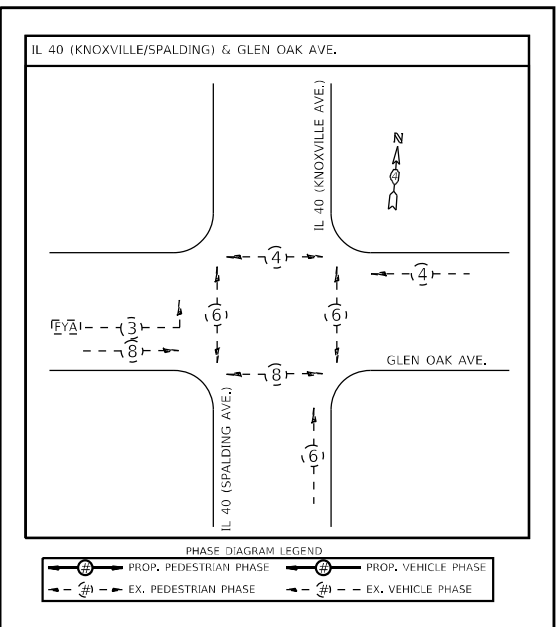 IL 40 (KNOXVILLE/SPALDING) & GLEN OAK AVE.
IL 40 (KNOXVILLE AVE.)
N
4
4
4
6
6
FYA
3
8
8
GLEN OAK AVE.
IL 40 (SPALDING AVE.)
6
PHASE DIAGRAM LEGEND
# PROP. PEDESTRIAN PHASE # PROP. VEHICLE PHASE
# EX. PEDESTRIAN PHASE # EX. VEHICLE PHASE